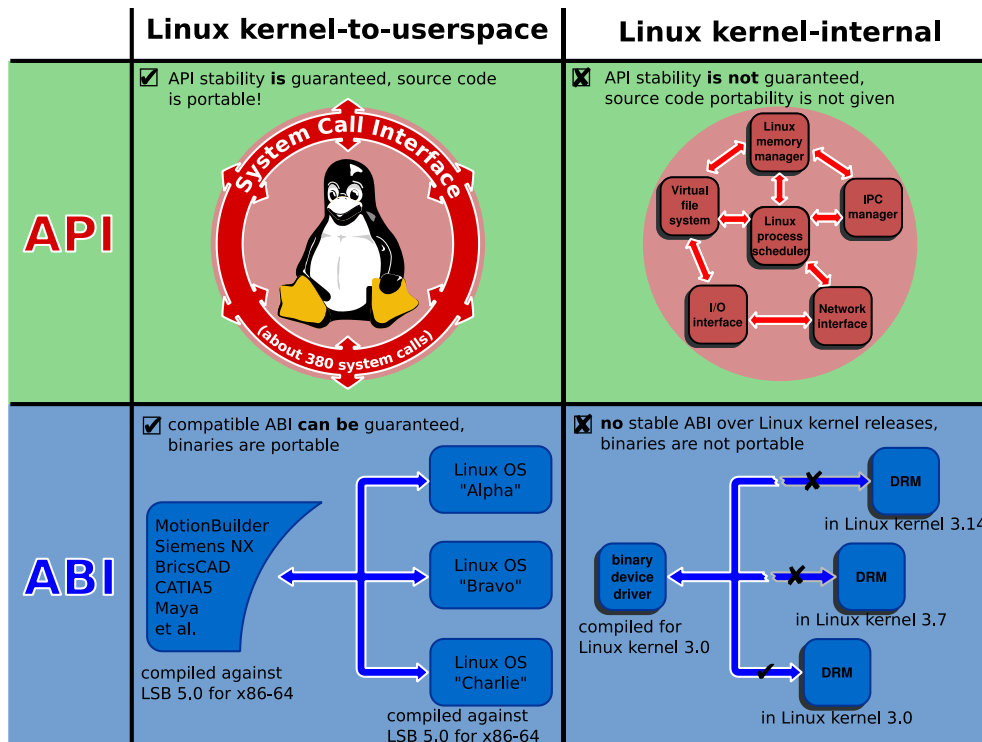 Linux kernel-to-userspace
Linux kernel-internal
API
API stability is guaranteed, source code
is portable!
System Call Interface
(about 380 system calls)
API stability is not guaranteed,
source code portability is not given
Linux
memory
manager
Virtual
file
system
IPC
manager
Linux
process
scheduler
I/O
interface
Network
interface
ABI
compatible ABI can be guaranteed,
binaries are portable
MotionBuilder
Siemens NX
BricsCAD
CATIA5
Maya
et al.
compiled against
LSB 5.0 for x86-64
Linux OS
"Alpha"
Linux OS
"Bravo"
Linux OS
"Charlie"
compiled against
LSB 5.0 for x86-64
no stable ABI over Linux kernel releases,
binaries are not portable
binary
device
driver
compiled for
Linux kernel 3.0
DRM
in Linux kernel 3.14
DRM
in Linux kernel 3.7
DRM
in Linux kernel 3.0